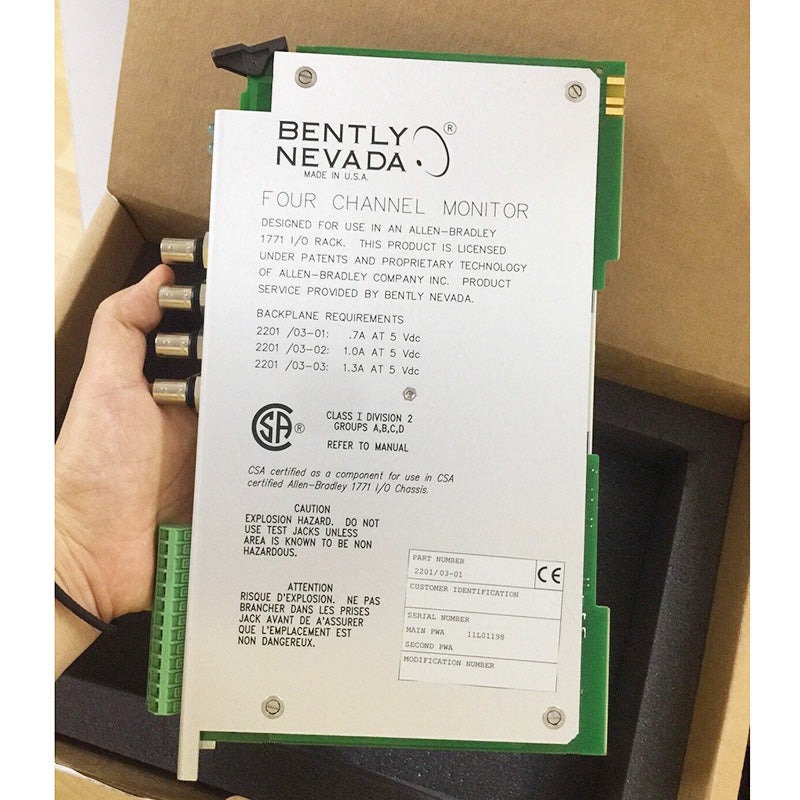 BENTLY
NEVADA ®
MADE IN U.S.A.
FOUR CHANNEL MONITOR
DESIGNED FOR USE IN AN ALLEN-BRADLEY
1771 I/O RACK. THIS PRODUCT IS LICENSED
UNDER PATENTS AND PROPRIETARY TECHNOLOGY
OF ALLEN-BRADLEY COMPANY INC. PRODUCT
SERVICE PROVIDED BY BENTLY NEVADA.
BACKPLANE REQUIREMENTS
2201 /03-01: .7A AT 5 Vdc
2201 /03-02: 1.0A AT 5 Vdc
2201 /03-03: 1.3A AT 5 Vdc
CSA ®
CLASS I DIVISION 2
GROUPS A,B,C,D
REFER TO MANUAL
CSA certified as a component for use in CSA
certified Allen-Bradley 1771 I/O Chassis.
CAUTION
EXPLOSION HAZARD. DO NOT
USE TEST JACKS UNLESS
AREA IS KNOWN TO BE NON
HAZARDOUS.
ATTENTION
RISQUE D'EXPLOSION. NE PAS
BRANCHER DANS LES PRISES
JACK AVANT DE A'ASSURER
QUE L'EMPLACEMENT EST
NON DANGEREUX.
PART NUMBER
2201/03-01
CE
CUSTOMER IDENTIFICATION
SERIAL NUMBER
MAIN PWA 11L01198
SECOND PWA
MODIFICATION NUMBER